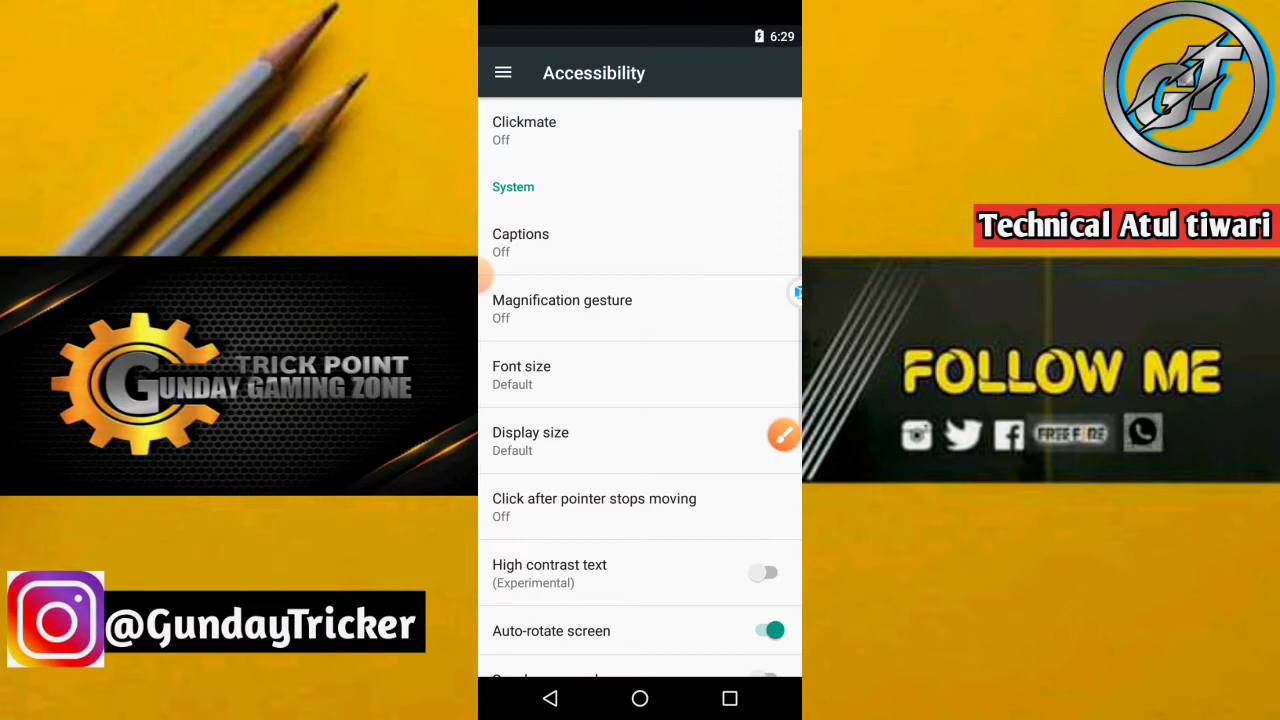 6:29
Accessibility
Clickmate
Off
System
Captions
Off
Magnification gesture
Off
Font size
Default
Display size
Default
Click after pointer stops moving
Off
High contrast text
(Experimental)
Auto-rotate screen
TRICK POINT
GUNDAY GAMING ZONE
@GundayTricker
GT
Technical Atul tiwari
FOLLOW ME
FREE FIRE